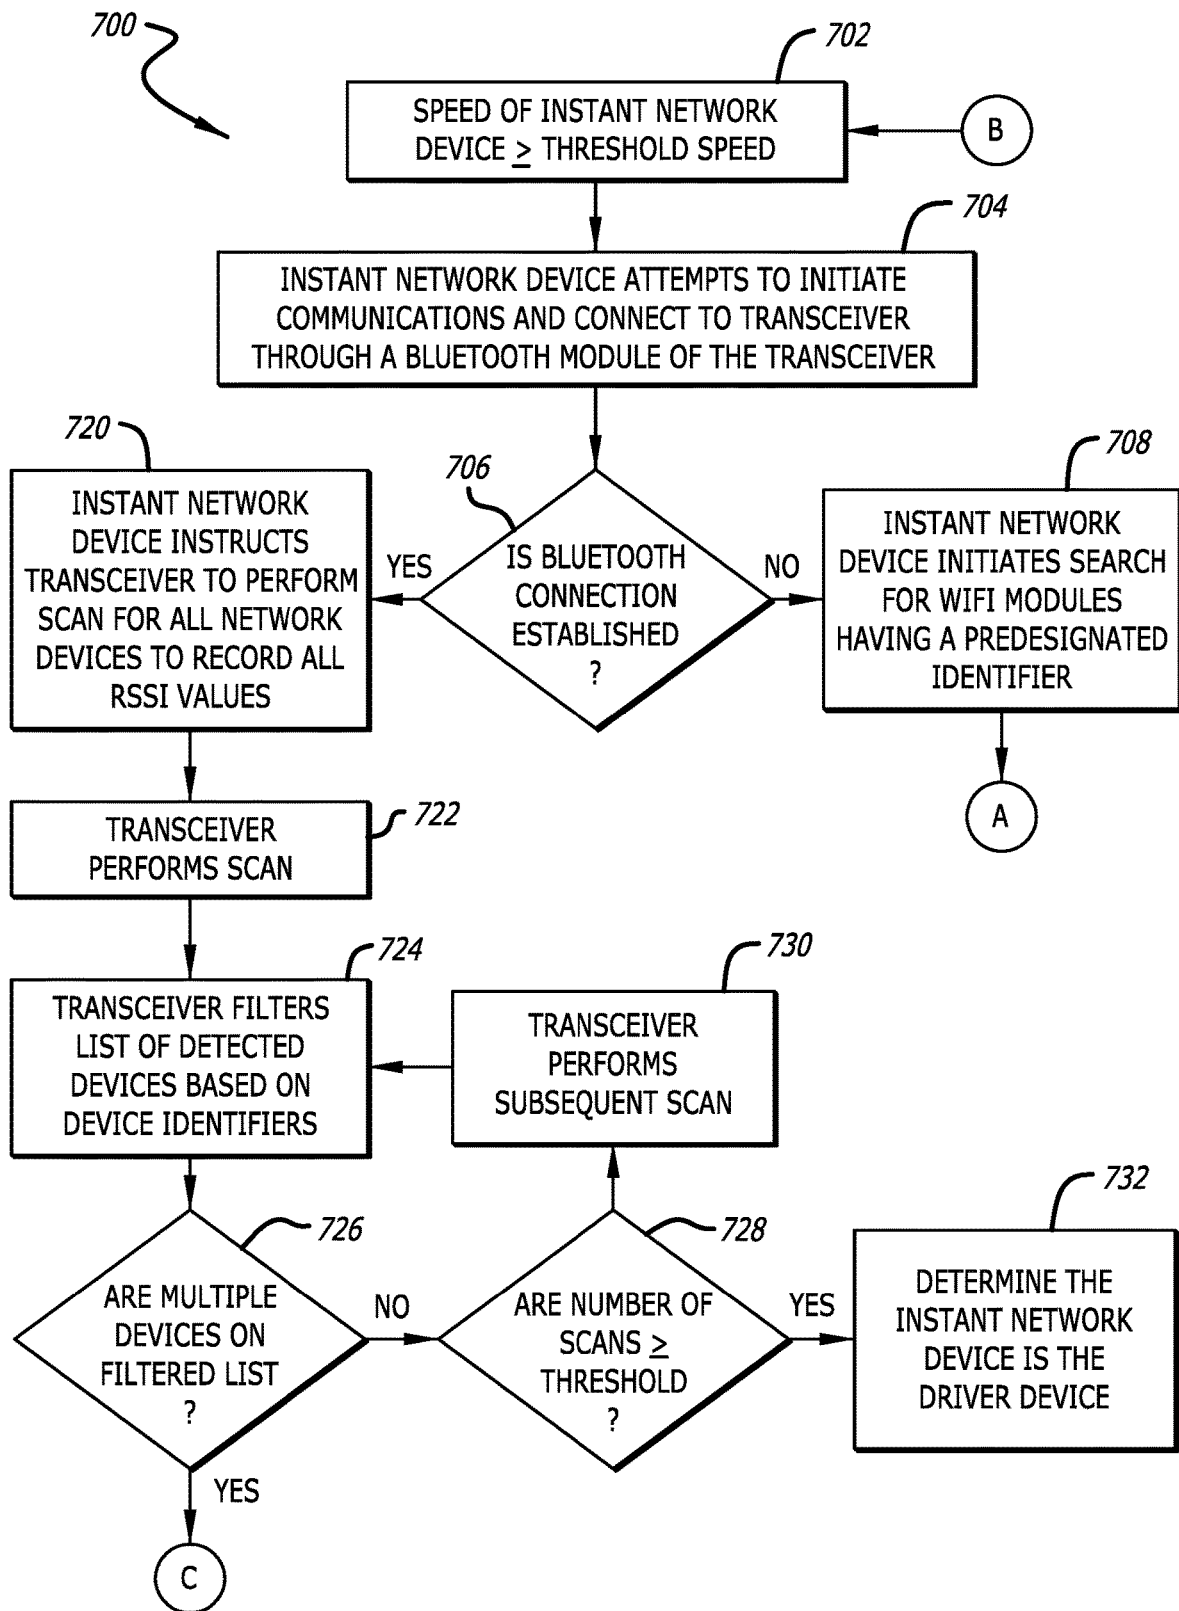 700
702
SPEED OF INSTANT NETWORK
DEVICE ≥ THRESHOLD SPEED
B
704
INSTANT NETWORK DEVICE ATTEMPTS TO INITIATE
COMMUNICATIONS AND CONNECT TO TRANSCEIVER
THROUGH A BLUETOOTH MODULE OF THE TRANSCEIVER
720
INSTANT NETWORK
DEVICE INSTRUCTS
TRANSCEIVER TO PERFORM
SCAN FOR ALL NETWORK
DEVICES TO RECORD ALL
RSSI VALUES
YES
706
IS BLUETOOTH
CONNECTION
ESTABLISHED
?
NO
708
INSTANT NETWORK
DEVICE INITIATES SEARCH
FOR WIFI MODULES
HAVING A PREDESIGNATED
IDENTIFIER
A
722
TRANSCEIVER
PERFORMS SCAN
724
TRANSCEIVER FILTERS
LIST OF DETECTED
DEVICES BASED ON
DEVICE IDENTIFIERS
730
TRANSCEIVER
PERFORMS
SUBSEQUENT SCAN
726
ARE MULTIPLE
DEVICES ON
FILTERED LIST
?
NO
728
ARE NUMBER OF
SCANS ≥
THRESHOLD
?
YES
732
DETERMINE THE
INSTANT NETWORK
DEVICE IS THE
DRIVER DEVICE
YES
C